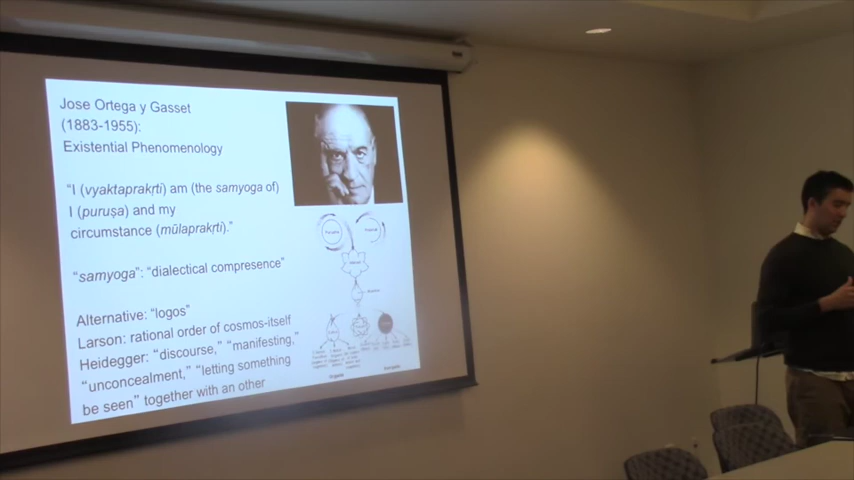 Jose Ortega y Gasset
(1883-1955):
Existential Phenomenology
"I (vyaktaprakṛti) am (the samyoga of)
I (puruṣa) and my
circumstance (mūlaprakṛti)."
"samyoga": "dialectical compresence"
Alternative: "logos"
Larson: rational order of cosmos-itself
Heidegger: "discourse," "manifesting,"
"unconcealment," "letting something
be seen" together with an other